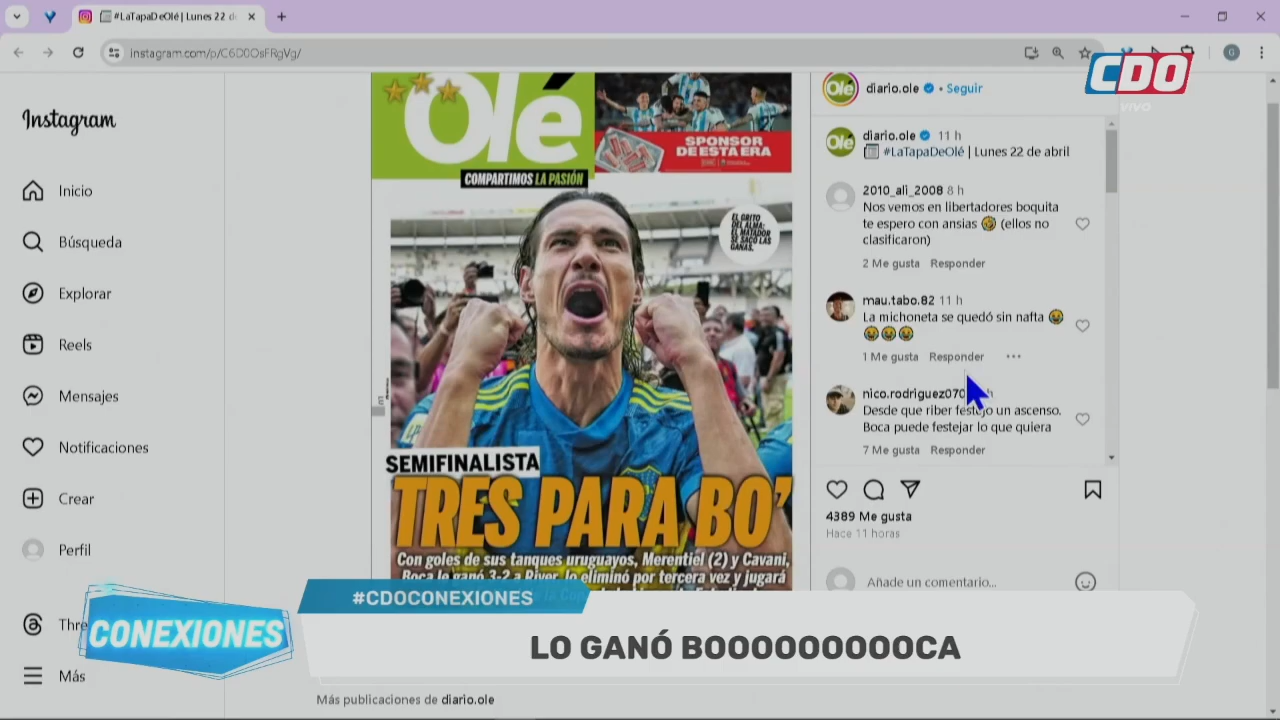 #LaTapaDeOlé | Lunes 22 de
instagram.com/p/C6D0OsFRgVg/
G
CDO
VIVO
Instagram
Inicio
Búsqueda
Explorar
Reels
Mensajes
Notificaciones
Crear
Perfil
Thre
Más
Olé
COMPARTIMOS LA PASIÓN
SPONSOR
DE ESTA ERA
EL GRITO
DEL ALMA:
EL MATADOR
SE SACÓ LAS
GANAS.
SEMIFINALISTA
TRES PARA BO'
Con goles de sus tanques uruguayos, Merentiel (2) y Cavani,
Boca le ganó 3-2 a River, lo eliminó por tercera vez y jugará
Olé
diario.ole • Seguir
Olé
diario.ole 11 h
#LaTapaDeOlé | Lunes 22 de abril
2010_ali_2008 8 h
Nos vemos en libertadores boquita
te espero con ansias 🤣 (ellos no
clasificaron)
2 Me gusta Responder
mau.tabo.82 11 h
La michoneta se quedó sin nafta 😭
😂😂😂
1 Me gusta Responder ...
nico.rodriguez070 h
Desde que riber festejo un ascenso.
Boca puede festejar lo que quiera
7 Me gusta Responder
4389 Me gusta
Hace 11 horas
Añade un comentario...
CONEXIONES
#CDOCONEXIONES
LO GANÓ BOOOOOOOOOCA
Más publicaciones de diario.ole